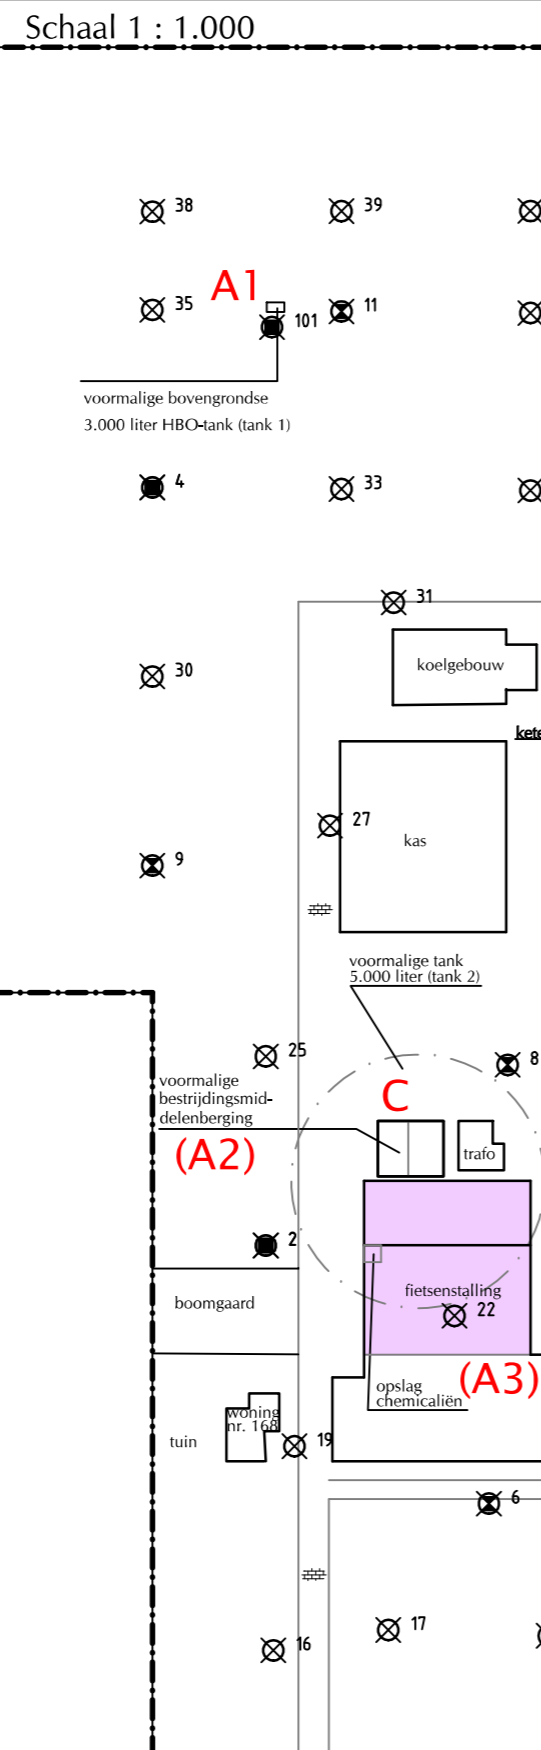 Schaal 1 : 1.000
38
39
A1
35
101
11
voormalige bovengrondse
3.000 liter HBO-tank (tank 1)
4
33
31
30
koelgebouw
27
kas
9
voormalige tank
5.000 liter (tank 2)
25
8
voormalige
bestrijdingsmid-
delenberging
C
(A2)
trafo
2
fietsenstalling
boomgaard
22
(A3)
opslag
chemicaliën
woning
nr. 168
tuin
19
6
17
16